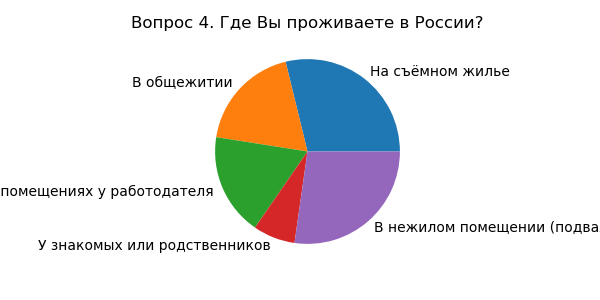 Вопрос 4. Где Вы проживаете в России?
На съёмном жилье
В общежитии
помещениях у работодателя
В нежилом помещении (подва
У знакомых или родственников